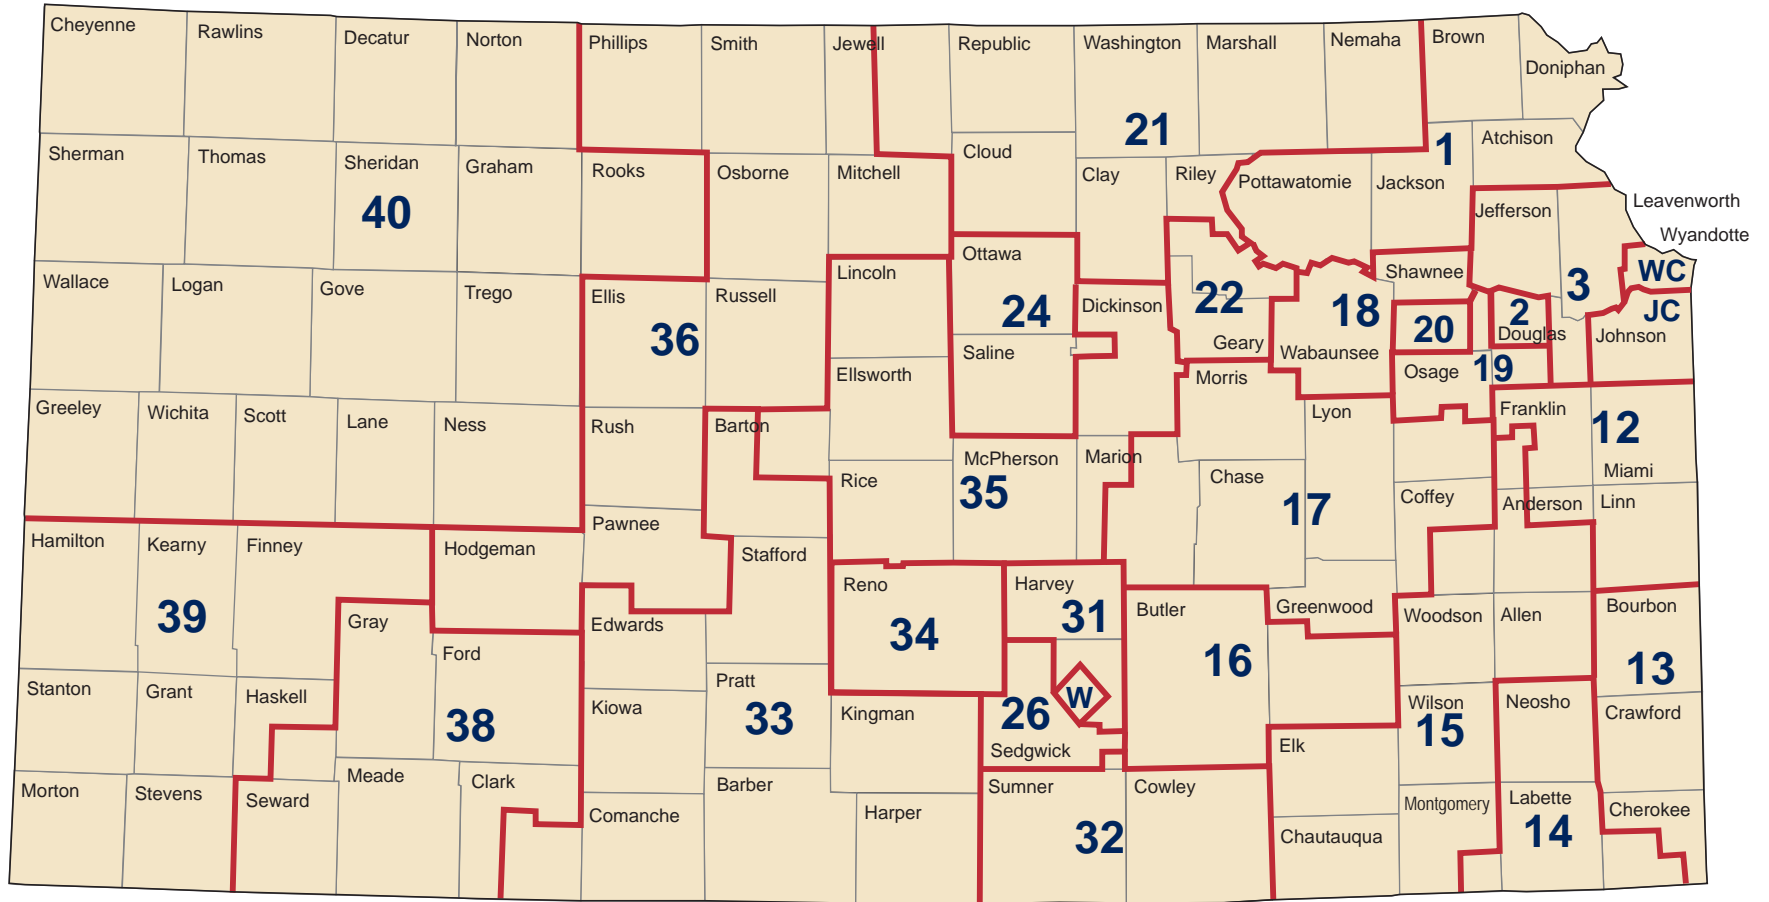 Cheyenne
Rawlins
Decatur
Norton
Phillips
Smith
Jewell
Republic
Washington
Marshall
Nemaha
Brown
Doniphan
21
1
Atchison
Sherman
Thomas
Sheridan
Graham
Rooks
Osborne
Mitchell
Cloud
Clay
Riley
Pottawatomie
Jackson
40
Jefferson
Leavenworth
Wyandotte
Wallace
Logan
Gove
Trego
Ellis
Russell
Lincoln
Ottawa
Dickinson
Shawnee
WC
36
24
22
18
20
2
3
JC
Saline
Geary
Wabaunsee
Douglas
Johnson
Ellsworth
Morris
Osage
19
Greeley
Wichita
Scott
Lane
Ness
Rush
Barton
Lyon
Franklin
12
Rice
McPherson
Marion
Chase
Coffey
Anderson
Miami
Linn
35
17
Hamilton
Kearny
Finney
Hodgeman
Pawnee
Stafford
Reno
Harvey
Butler
Greenwood
Woodson
Allen
Bourbon
39
Gray
Edwards
34
31
Ford
16
13
Stanton
Grant
Haskell
Kiowa
Pratt
Kingman
W
Wilson
Neosho
Crawford
38
33
26
Sedgwick
15
Elk
Morton
Stevens
Seward
Meade
Clark
Comanche
Barber
Harper
Sumner
Cowley
Montgomery
Labette
Cherokee
32
Chautauqua
14